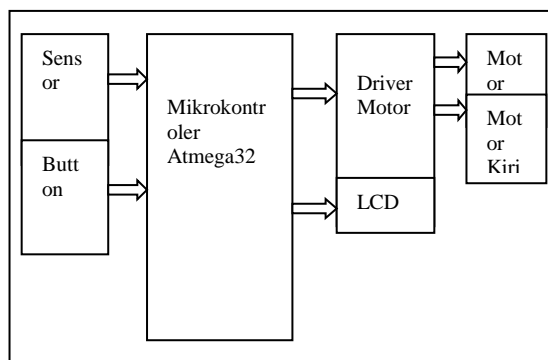 Sens
or
Butt
on
Mikrokontr
oler
Atmega32
Driver
Motor
LCD
Mot
or
Mot
or
Kiri